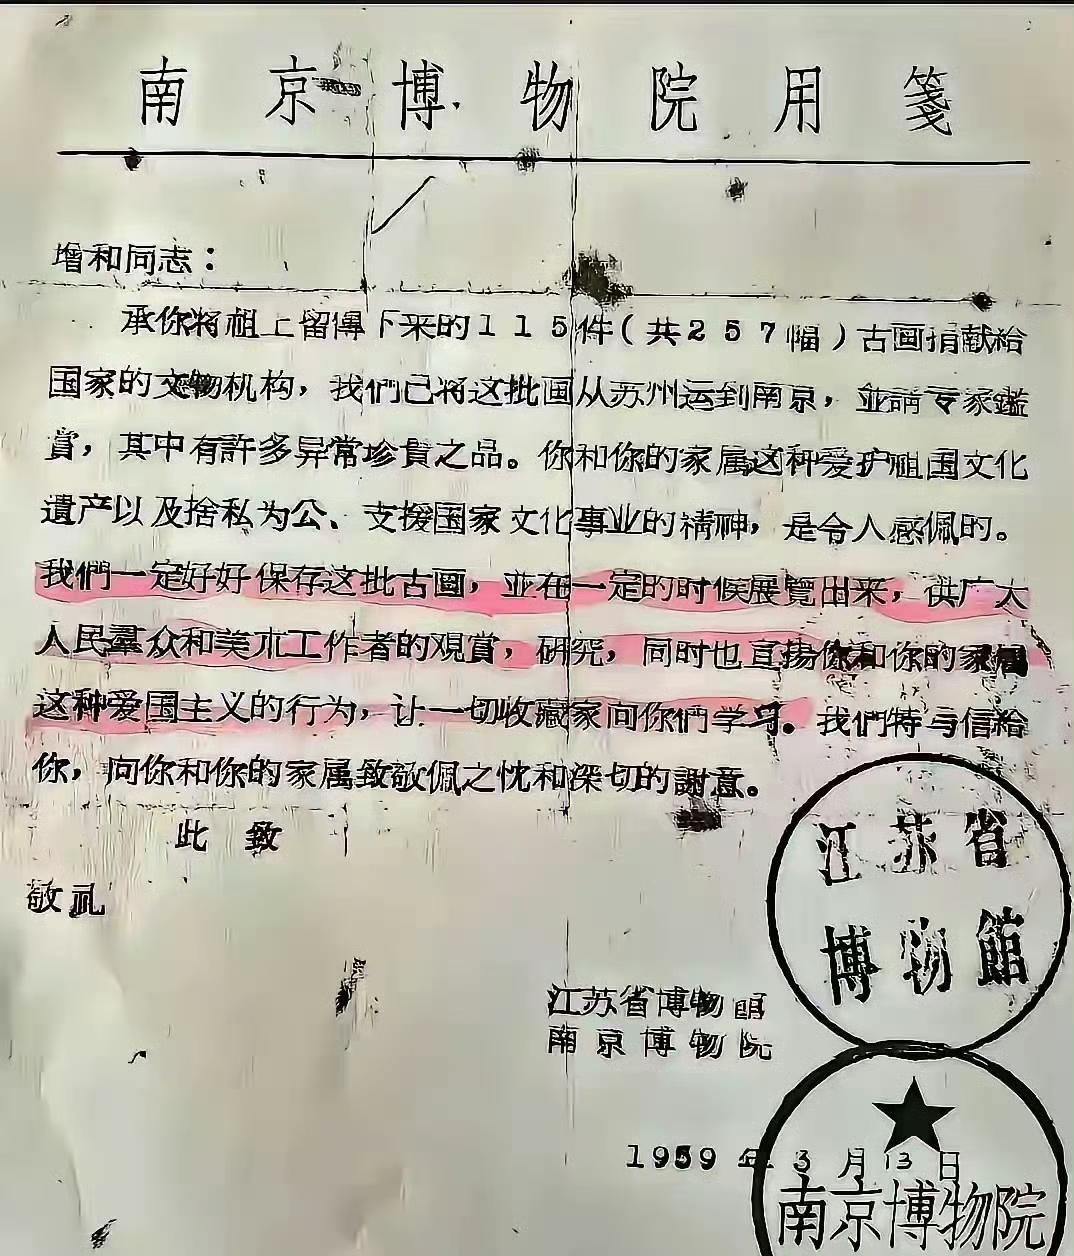 南京博物院用箋
增和同志：
承你将祖上留傳下来的115件（共257幅）古画捐献给
国家的文物机构，我們已将这批画从苏州运到南京，並請专家鑑
賞，其中有許多异常珍貴之品。你和你的家属这种爱护祖国文化
遺产以及捨私为公、支援国家文化事业的精神，是令人感佩的。
我們一定好好保存这批古画，並在一定的时候展覽出来，供广大
人民羣众和美朮工作者的观賞，研究，同时也宣揚你和你的家属
这种爱国主义的行为，让一切收藏家向你們学习。我們特与信給
你，向你和你的家属致敬佩之忱和深切的謝意。
此致
敬礼
江苏省
博物館
江苏省博物館
南京博物院
1959年3月13日
南京博物院